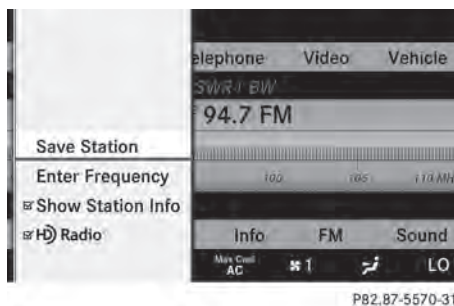 elephone Video Vehicle
SWR1 BW
94.7 FM
Save Station
Enter Frequency
100 105 110 MH
Show Station Info
HD Radio
Info FM Sound
Max Cool
AC 1 LO
P82.87-5570-31